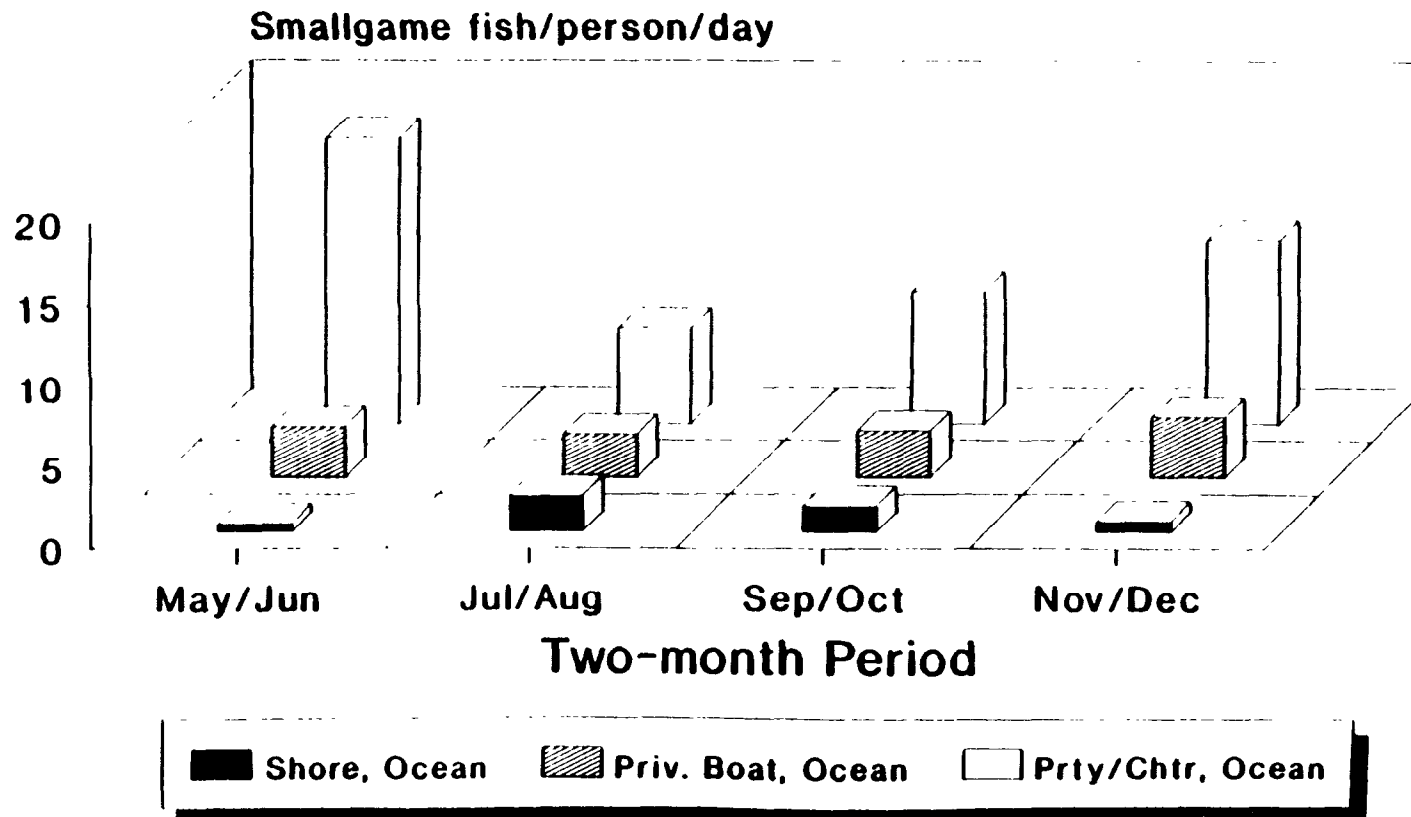 Smallgame fish/person/day
20
15
10
5
0
May/Jun Jul/Aug Sep/Oct Nov/Dec
Two-month Period
Shore, Ocean Priv. Boat, Ocean Prty/Chtr, Ocean